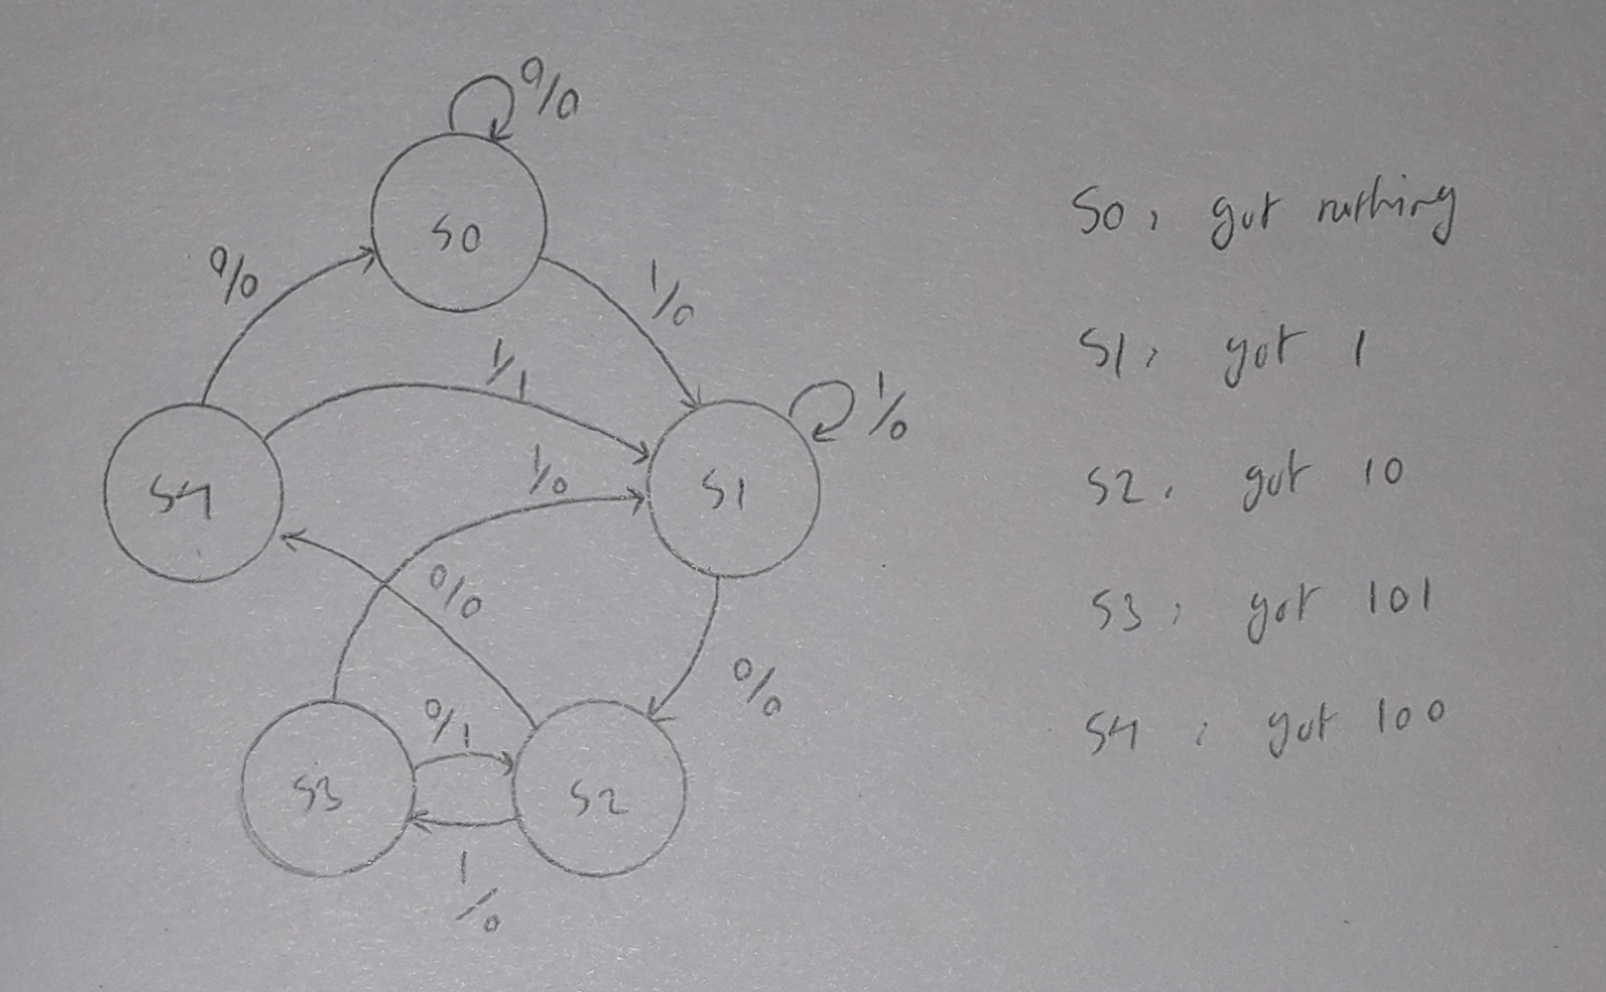 0/0
S0
0/0
1/0
1/1
1/0
1/0
S4
S1
0/0
0/0
0/1
S3
S2
1/0
S0, got nothing
S1, got 1
S2, got 10
S3, got 101
S4, got 100